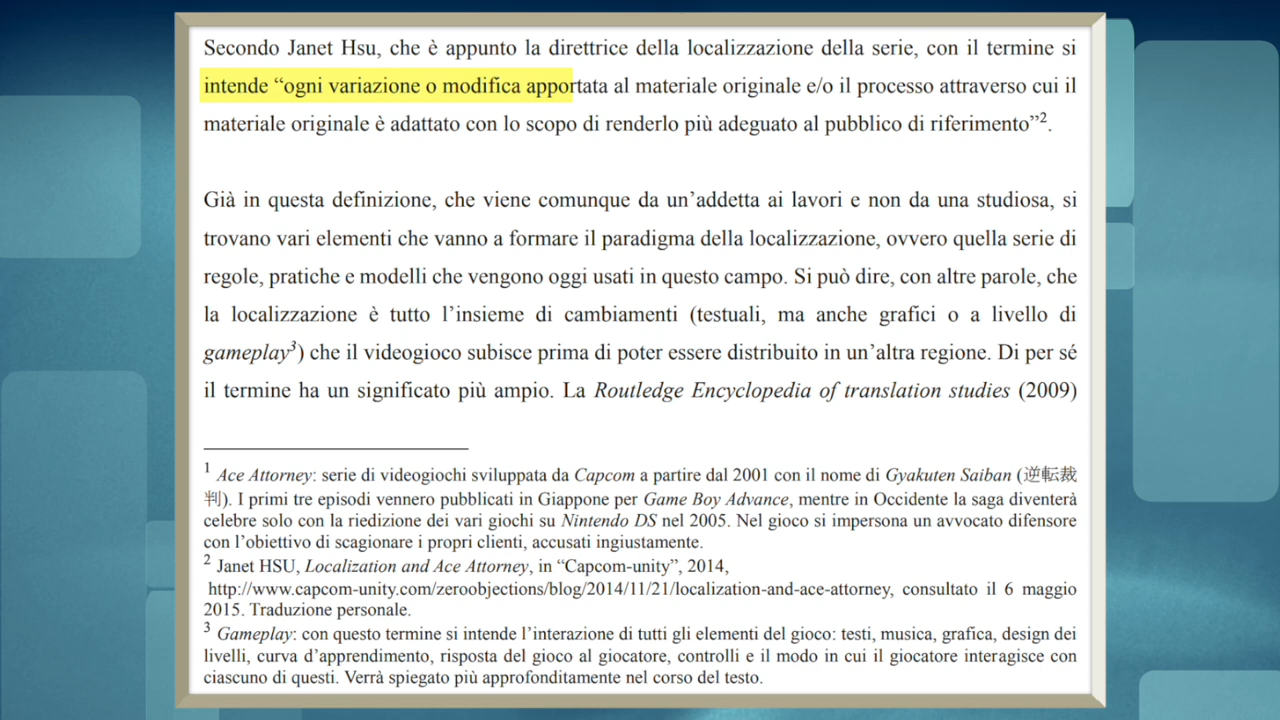 Secondo Janet Hsu, che è appunto la direttrice della localizzazione della serie, con il termine si
intende “ogni variazione o modifica apportata al materiale originale e/o il processo attraverso cui il
materiale originale è adattato con lo scopo di renderlo più adeguato al pubblico di riferimento”2.
Già in questa definizione, che viene comunque da un’addetta ai lavori e non da una studiosa, si
trovano vari elementi che vanno a formare il paradigma della localizzazione, ovvero quella serie di
regole, pratiche e modelli che vengono oggi usati in questo campo. Si può dire, con altre parole, che
la localizzazione è tutto l’insieme di cambiamenti (testuali, ma anche grafici o a livello di
gameplay3) che il videogioco subisce prima di poter essere distribuito in un’altra regione. Di per sé
il termine ha un significato più ampio. La Routledge Encyclopedia of translation studies (2009)
1 Ace Attorney: serie di videogiochi sviluppata da Capcom a partire dal 2001 con il nome di Gyakuten Saiban (逆転裁
判). I primi tre episodi vennero pubblicati in Giappone per Game Boy Advance, mentre in Occidente la saga diventerà
celebre solo con la riedizione dei vari giochi su Nintendo DS nel 2005. Nel gioco si impersona un avvocato difensore
con l’obiettivo di scagionare i propri clienti, accusati ingiustamente.
2 Janet HSU, Localization and Ace Attorney, in “Capcom-unity”, 2014,
http://www.capcom-unity.com/zeroobjections/blog/2014/11/21/localization-and-ace-attorney, consultato il 6 maggio
2015. Traduzione personale.
3 Gameplay: con questo termine si intende l’interazione di tutti gli elementi del gioco: testi, musica, grafica, design dei
livelli, curva d’apprendimento, risposta del gioco al giocatore, controlli e il modo in cui il giocatore interagisce con
ciascuno di questi. Verrà spiegato più approfonditamente nel corso del testo.